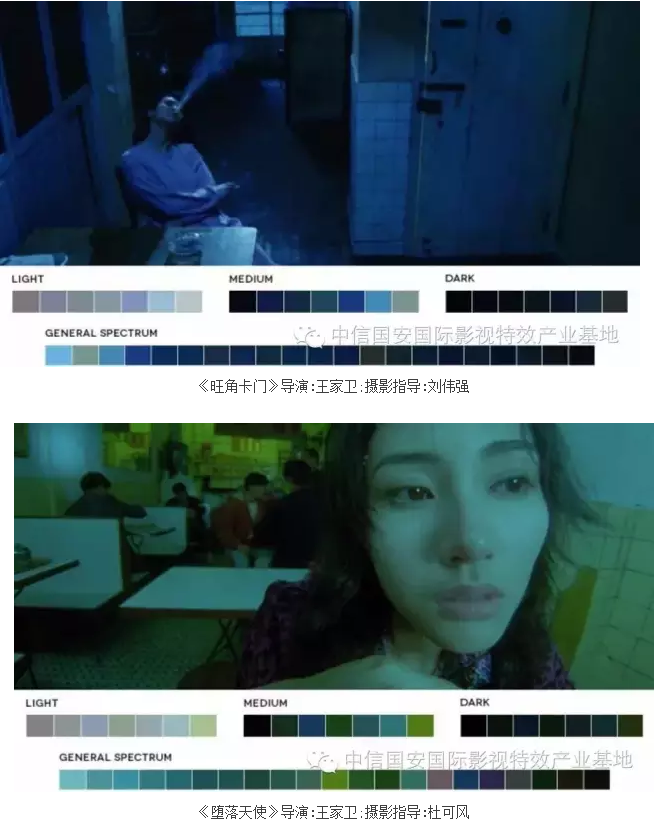 LIGHT
MEDIUM
DARK
GENERAL SPECTRUM
中信国安国际影视特效产业基地
《旺角卡门》导演:王家卫;摄影指导:刘伟强
LIGHT
MEDIUM
DARK
GENERAL SPECTRUM
中信国安国际影视特效产业基地
《堕落天使》导演:王家卫;摄影指导:杜可风